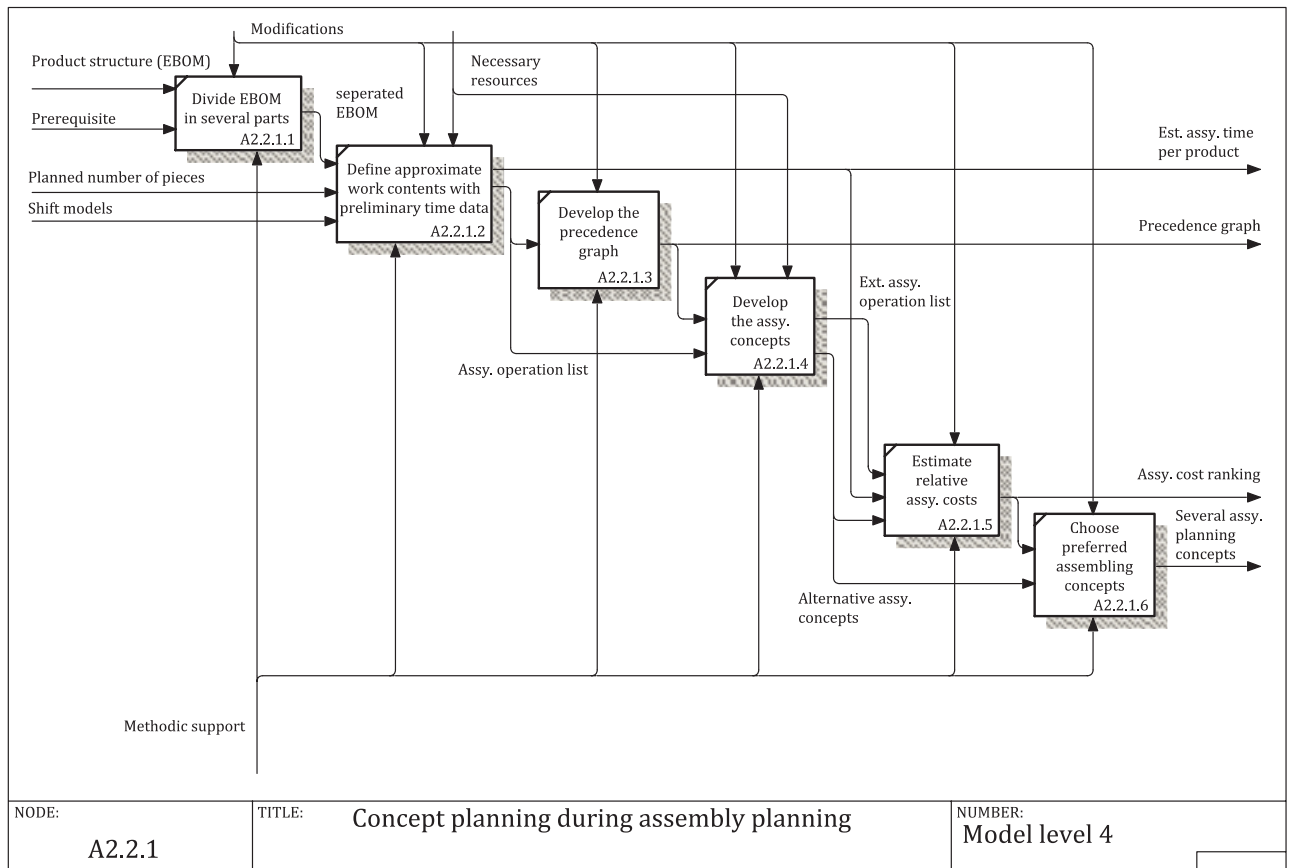 Modifications
Product structure (EBOM)
Necessary
resources
Divide EBOM
in several parts
A2.2.1.1
seperated
EBOM
Prerequisite
Est. assy. time
per product
Define approximate
work contents with
preliminary time data
A2.2.1.2
Planned number of pieces
Shift models
Develop the
precedence
graph
A2.2.1.3
Precedence graph
Ext. assy.
operation list
Develop
the assy.
concepts
A2.2.1.4
Assy. operation list
Estimate
relative
assy. costs
A2.2.1.5
Assy. cost ranking
Several assy.
planning
concepts
Choose
preferred
assembling
concepts
A2.2.1.6
Alternative assy.
concepts
Methodic support
NODE:
A2.2.1
TITLE:
Concept planning during assembly planning
NUMBER:
Model level 4